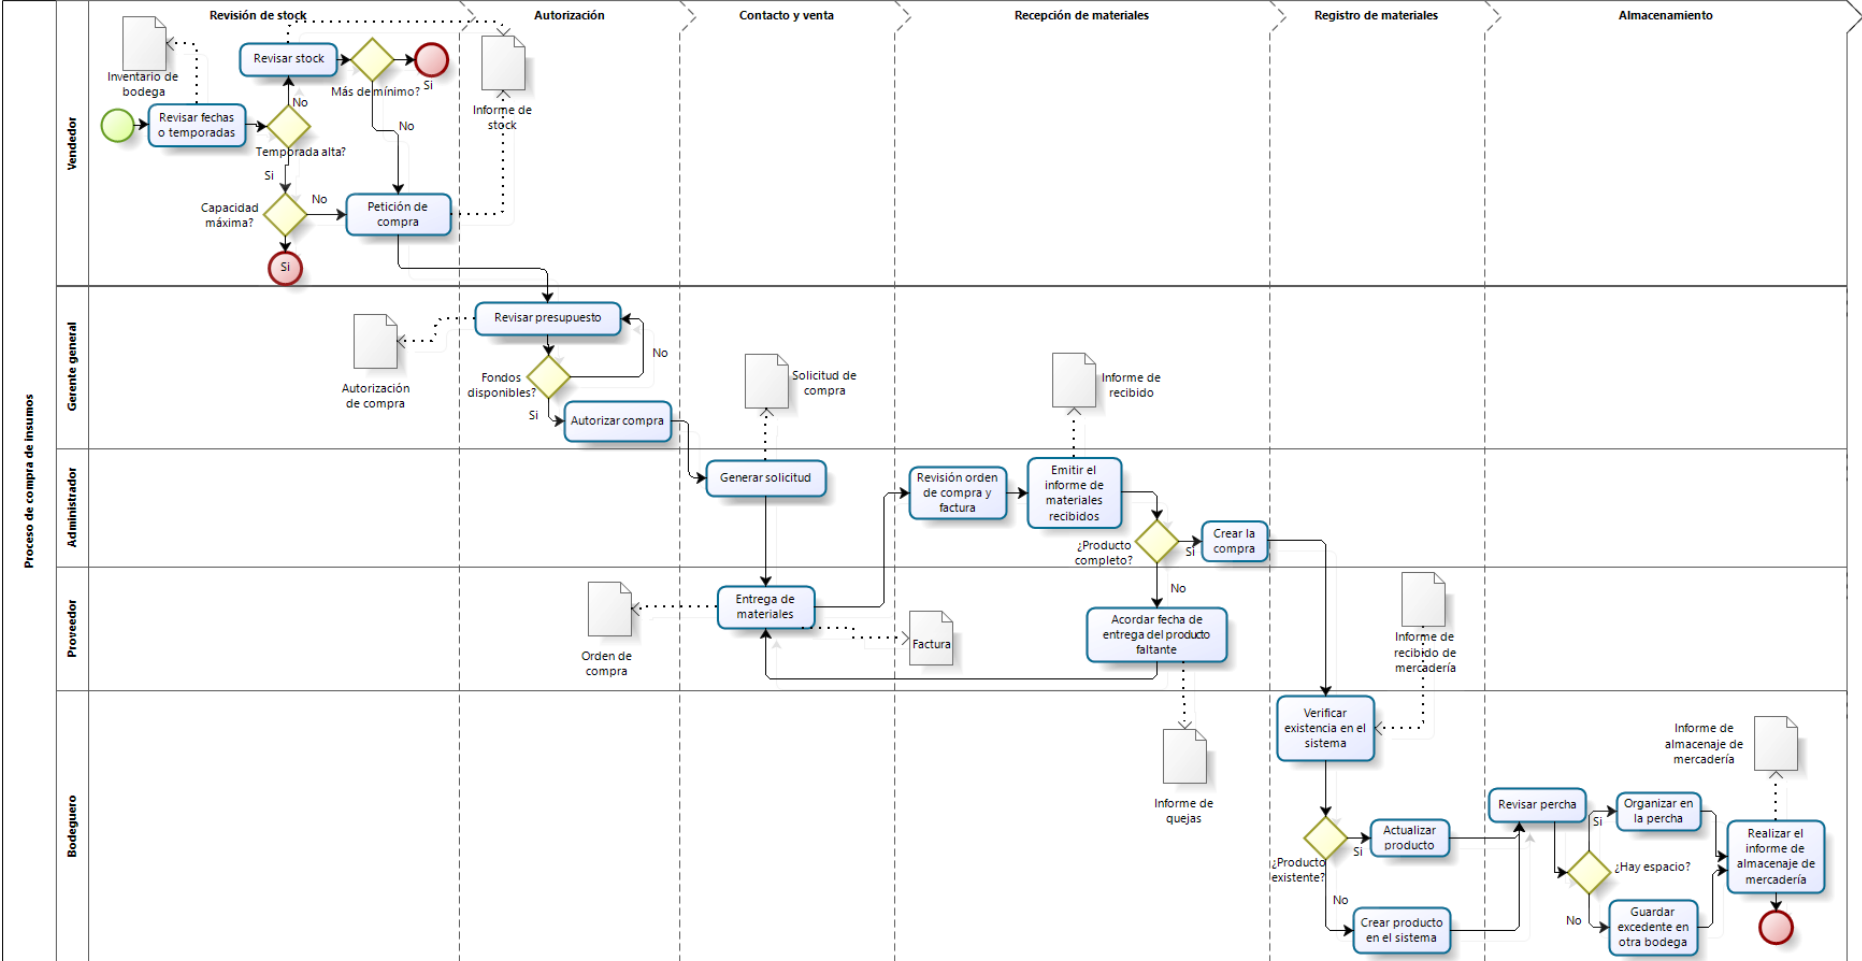 Revisión de stock
Autorización
Contacto y venta
Recepción de materiales
Registro de materiales
Almacenamiento
Proceso de compra de insumos
Vendedor
Inventario de
bodega
Revisar stock
Más de mínimo?
Si
Informe de
stock
Revisar fechas
o temporadas
No
Temporada alta?
No
Si
Capacidad
máxima?
No
Petición de
compra
Si
Gerente general
Revisar presupuesto
Autorización
de compra
No
Fondos
disponibles?
Si
Autorizar compra
Solicitud de
compra
Informe de
recibido
Administrador
Generar solicitud
Revisión orden
de compra y
factura
Emitir el
informe de
materiales
recibidos
¿Producto
completo?
Si
Crear la
compra
Proveedor
No
Entrega de
materiales
Orden de
compra
Factura
Acordar fecha de
entrega del producto
faltante
Informe de
recibido de
mercadería
Bodeguero
Verificar
existencia en el
sistema
Informe de
quejas
¿Producto
existente?
Si
Actualizar
producto
No
Crear producto
en el sistema
Revisar percha
Si
Organizar en
la percha
¿Hay espacio?
No
Guardar
excedente en
otra bodega
Informe de
almacenaje de
mercadería
Realizar el
informe de
almacenaje de
mercadería